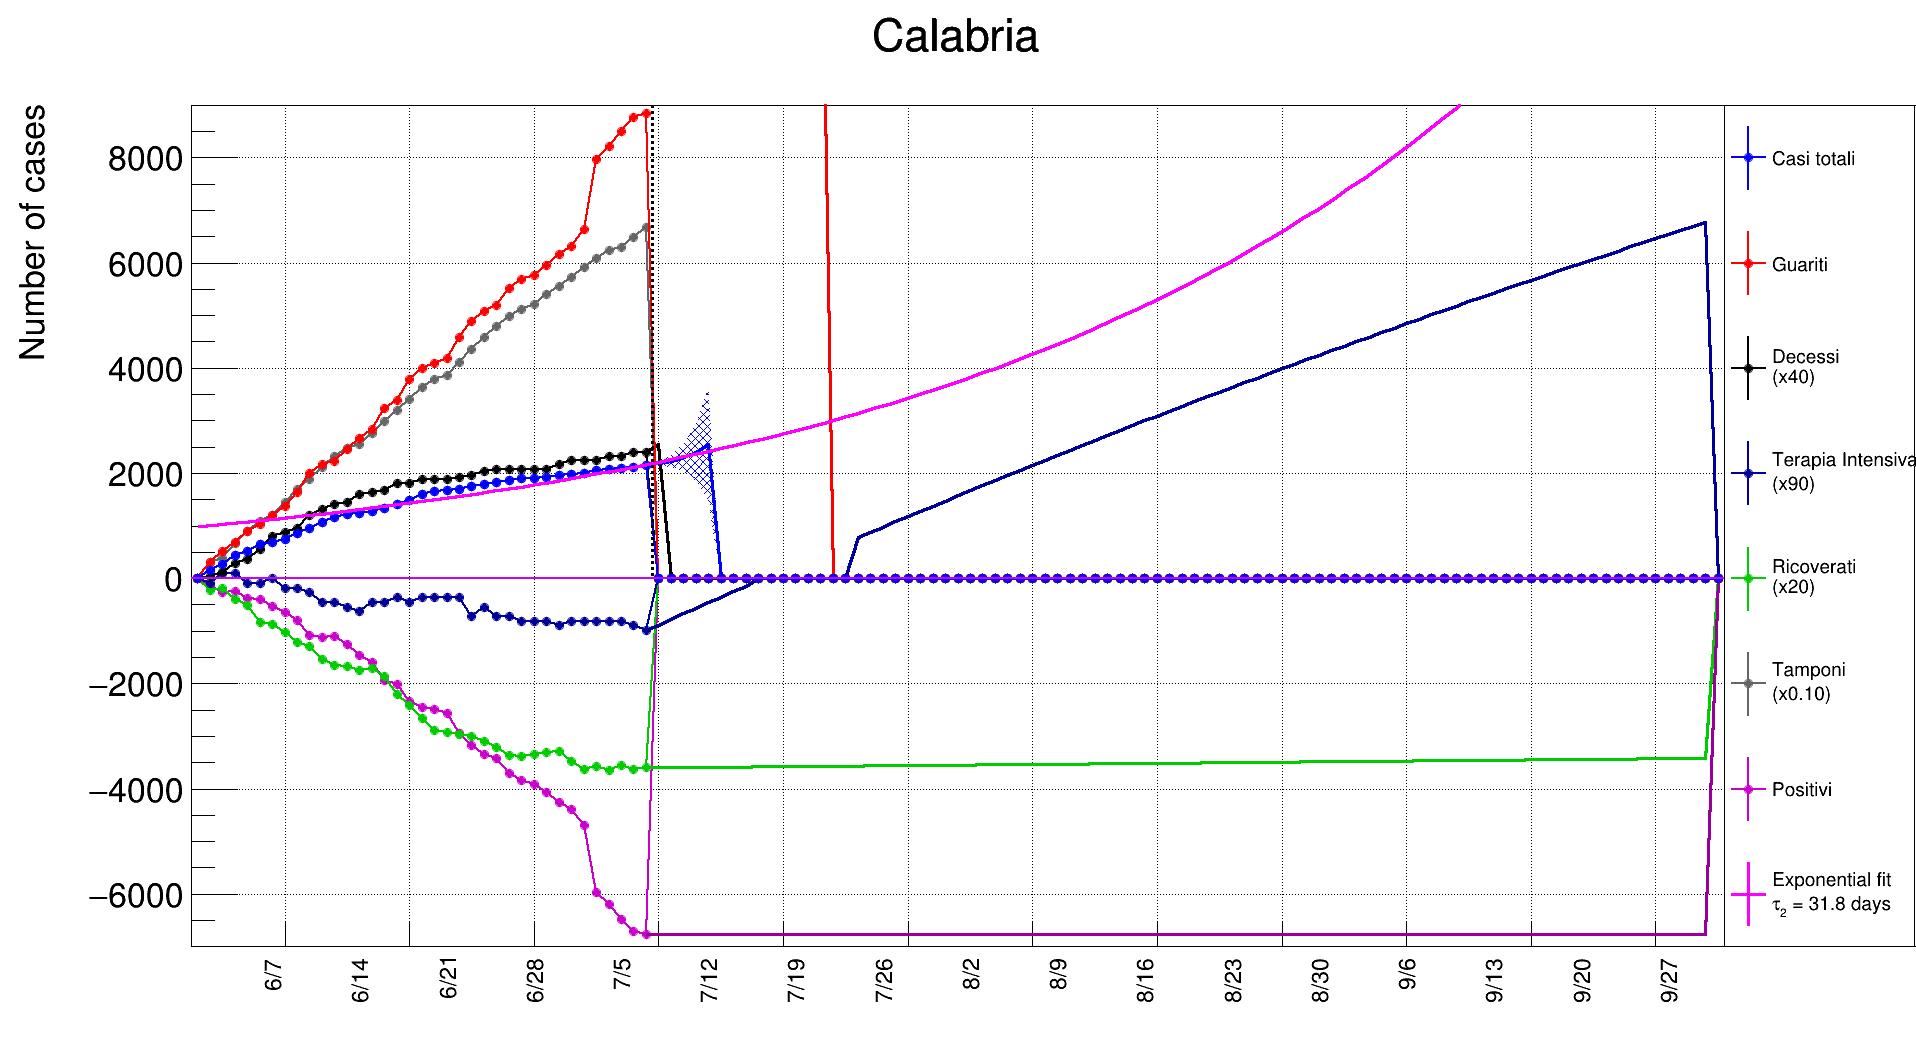 Calabria
Number of cases
8000
6000
4000
2000
0
−2000
−4000
−6000
6/7
6/14
6/21
6/28
7/5
7/12
7/19
7/26
8/2
8/9
8/16
8/23
8/30
9/6
9/13
9/20
9/27
Casi totali
Guariti
Decessi
(x40)
Terapia Intensiva
(x90)
Ricoverati
(x20)
Tamponi
(x0.10)
Positivi
Exponential fit
τ2 = 31.8 days